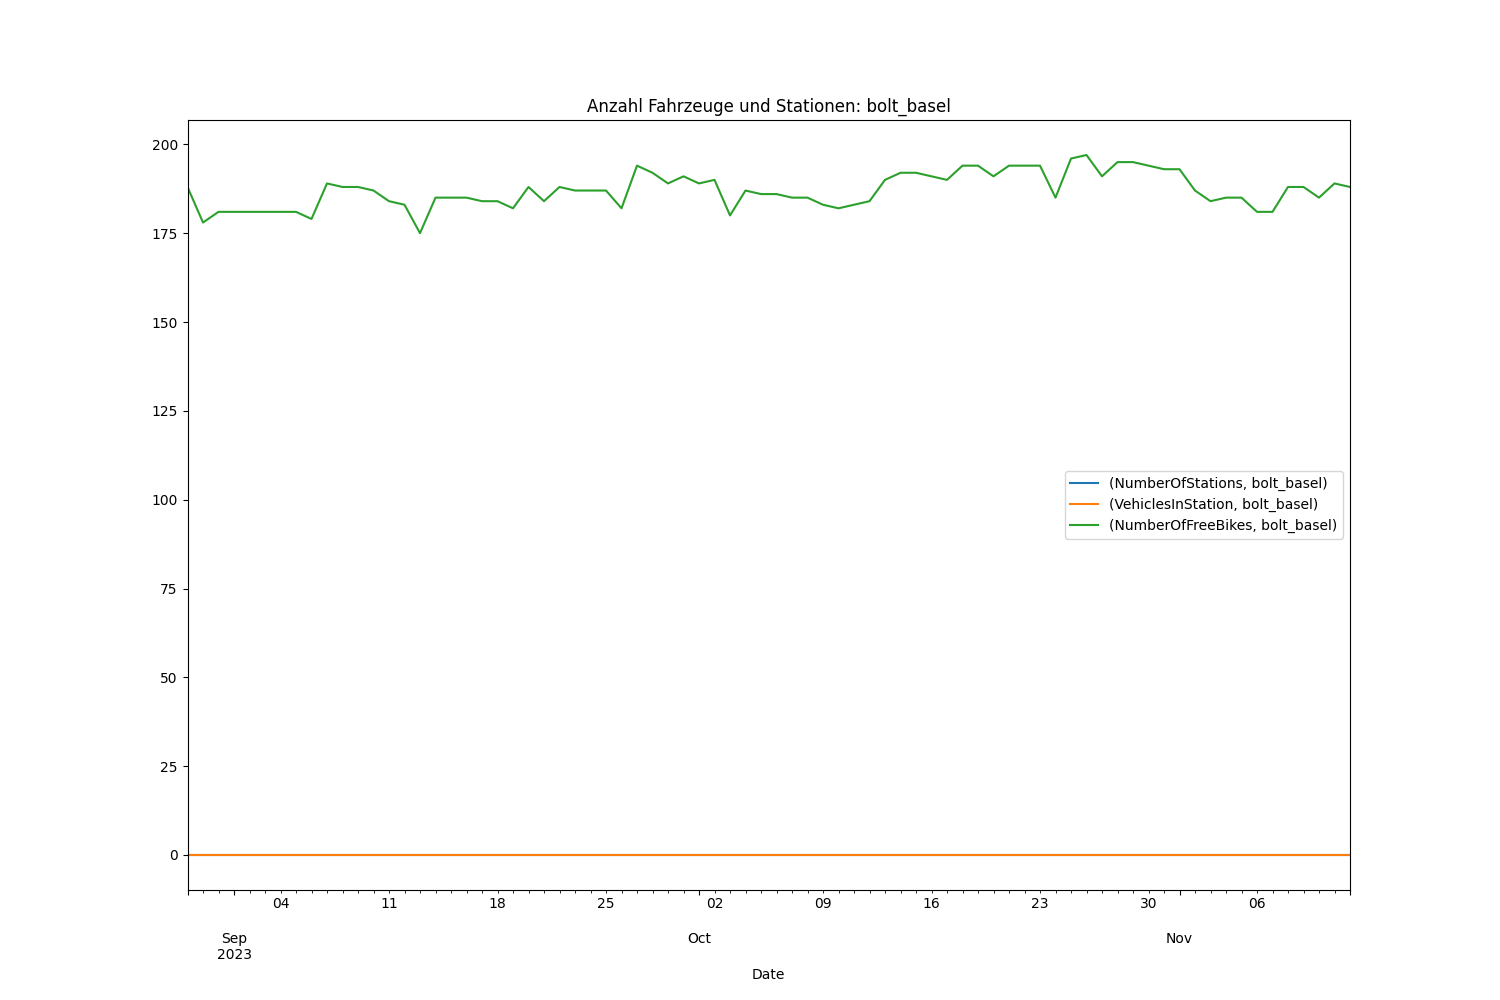 Anzahl Fahrzeuge und Stationen: bolt_basel
200
175
150
125
100
75
50
25
0
(NumberOfStations, bolt_basel)
(VehiclesInStation, bolt_basel)
(NumberOfFreeBikes, bolt_basel)
04 11 18 25 02 09 16 23 30 06
Sep Oct Nov
2023
Date